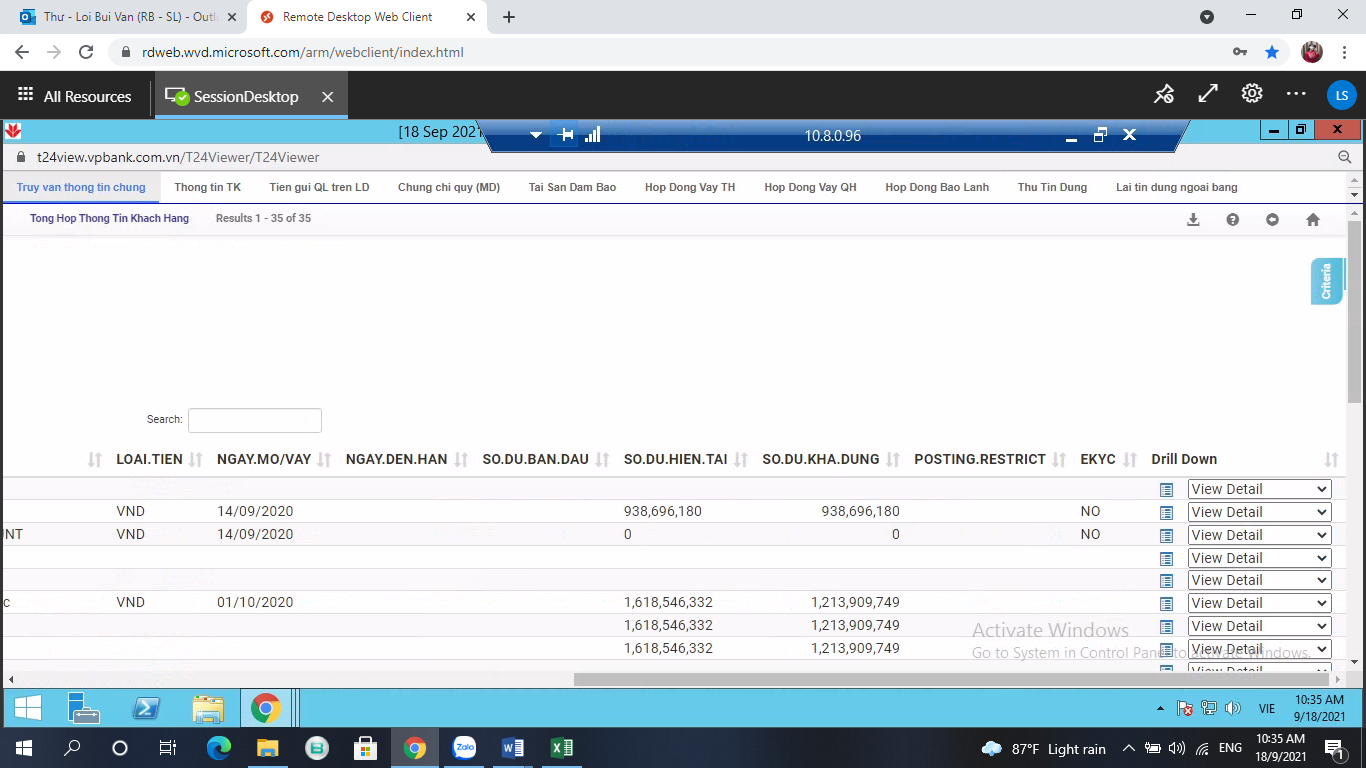 Thư - Loi Bui Van (RB - SL) - Outl
Remote Desktop Web Client
rdweb.wvd.microsoft.com/arm/webclient/index.html
All Resources
SessionDesktop
LS
[18 Sep 2021
10.8.0.96
t24view.vpbank.com.vn/T24Viewer/T24Viewer
Truy van thong tin chung Thong tin TK Tien gui QL tren LD Chung chi quy (MD) Tai San Dam Bao Hop Dong Vay TH Hop Dong Vay QH Hop Dong Bao Lanh Thu Tin Dung Lai tin dung ngoai bang
Tong Hop Thong Tin Khach Hang Results 1 - 35 of 35
Criteria
Search:
LOAI.TIEN NGAY.MO/VAY NGAY.DEN.HAN SO.DU.BAN.DAU SO.DU.HIEN.TAI SO.DU.KHA.DUNG POSTING.RESTRICT EKYC Drill Down
View Detail
VND 14/09/2020 938,696,180 938,696,180 NO View Detail
UNT VND 14/09/2020 0 0 NO View Detail
View Detail
View Detail
c VND 01/10/2020 1,618,546,332 1,213,909,749 View Detail
1,618,546,332 1,213,909,749 View Detail
1,618,546,332 1,213,909,749 View Detail
View Detail
Activate Windows
Go to System in Control Panel to activate Windows.
VIE
10:35 AM
9/18/2021
Zalo
87°F Light rain
ENG
10:35 AM
18/9/2021
1